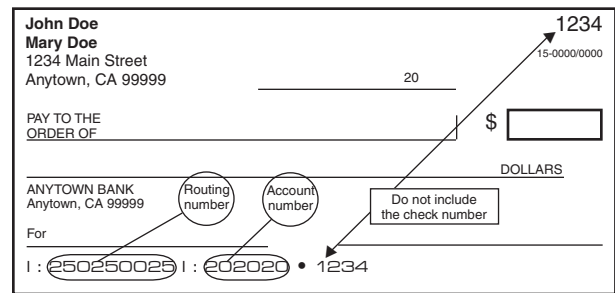 John Doe
1234
Mary Doe
15-0000/0000
1234 Main Street
Anytown, CA 99999
20
PAY TO THE
ORDER OF
$
DOLLARS
ANYTOWN BANK
Anytown, CA 99999
Routing
number
Account
number
Do not include
the check number
For
I : 250250025 I : 202020 • 1234